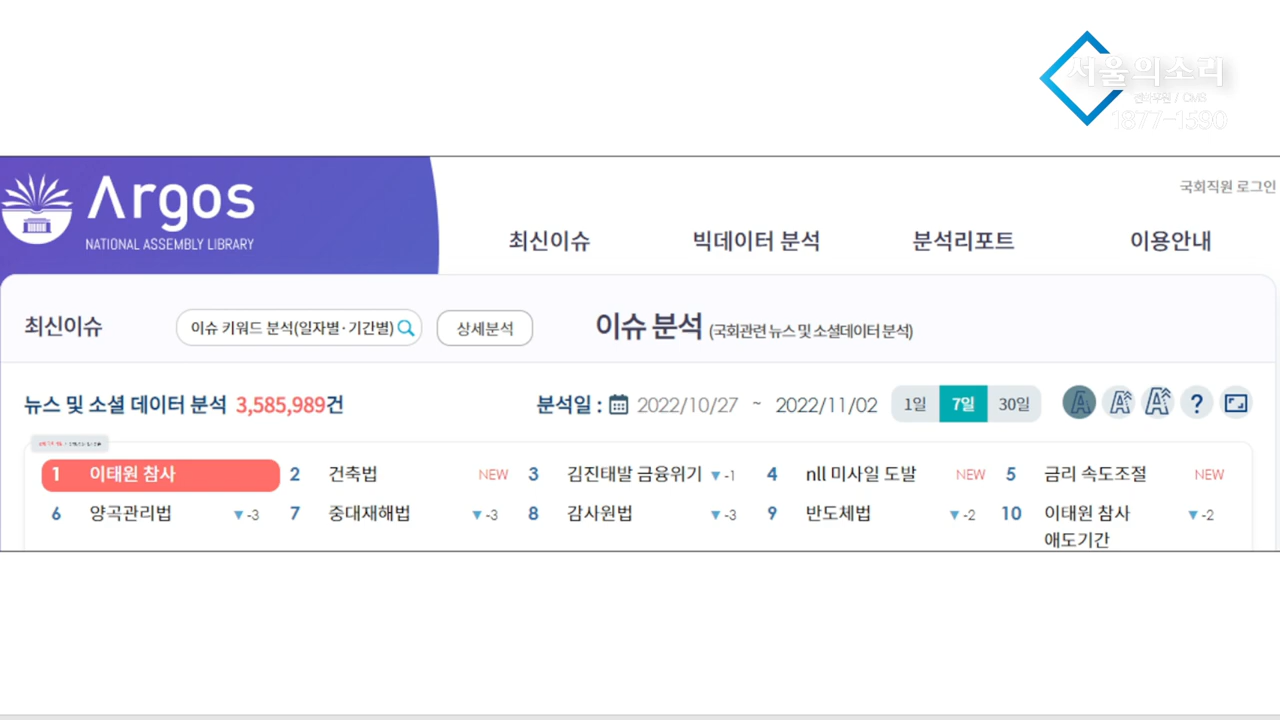 서울의소리
1877-1580
Argos
NATIONAL ASSEMBLY LIBRARY
국회직원 로그인
최신이슈 빅데이터 분석 분석리포트 이용안내
최신이슈 이슈 키워드 분석(일자별·기간별) 상세분석 이슈 분석 (국회관련 뉴스 및 소셜데이터 분석)
뉴스 및 소셜 데이터 분석 3,585,989건 분석일 : 2022/10/27 ~ 2022/11/02 1일 7일 30일 A A A ?
1 이태원 참사 2 건축법 NEW 3 김진태발 금융위기 ▼ -1 4 nll 미사일 도발 NEW 5 금리 속도조절 NEW
6 양곡관리법 ▼ -3 7 중대재해법 ▼ -3 8 감사원법 ▼ -3 9 반도체법 ▼ -2 10 이태원 참사 ▼ -2
애도기간